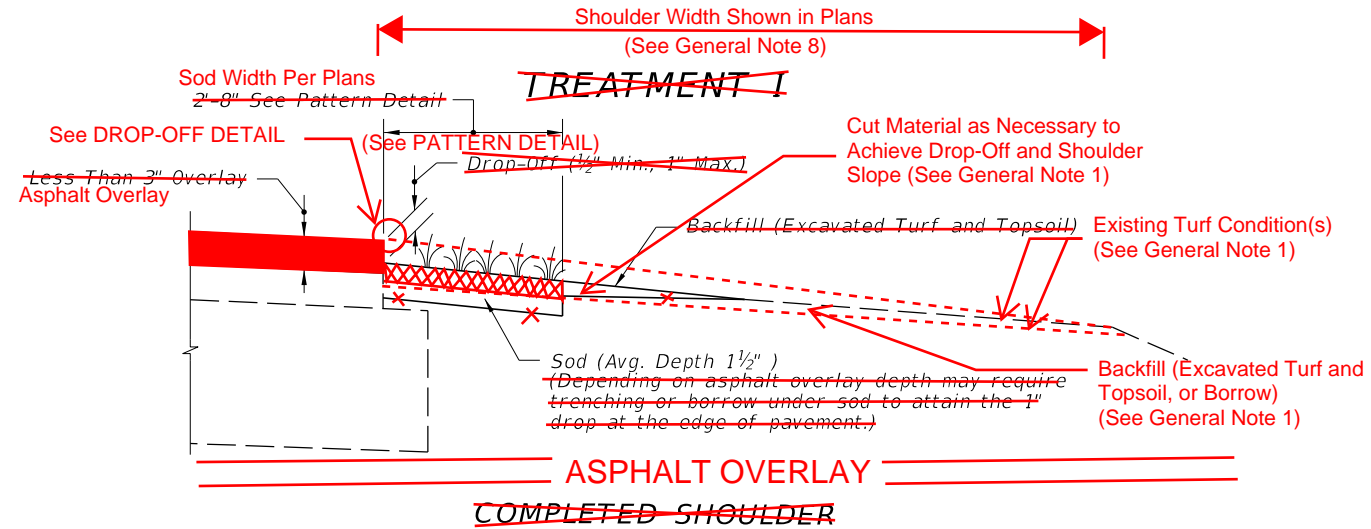 Shoulder Width Shown in Plans
(See General Note 8)
TREATMENT I
Sod Width Per Plans
2'-8" See Pattern Detail
See DROP-OFF DETAIL
(See PATTERN DETAIL)
Drop-Off (½" Min., 1" Max.)
Cut Material as Necessary to
Achieve Drop-Off and Shoulder
Slope (See General Note 1)
Less Than 3" Overlay
Asphalt Overlay
Backfill (Excavated Turf and Topsoil)
Existing Turf Condition(s)
(See General Note 1)
Sod (Avg. Depth 1½" )
(Depending on asphalt overlay depth may require
trenching or borrow under sod to attain the 1"
drop at the edge of pavement.)
Backfill (Excavated Turf and
Topsoil, or Borrow)
(See General Note 1)
ASPHALT OVERLAY
COMPLETED SHOULDER